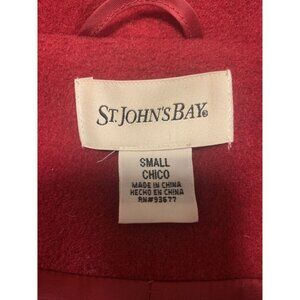 ST. JOHN'S BAY®
SMALL
CHICO
MADE IN CHINA
HECHO EN CHINA
RN#93677